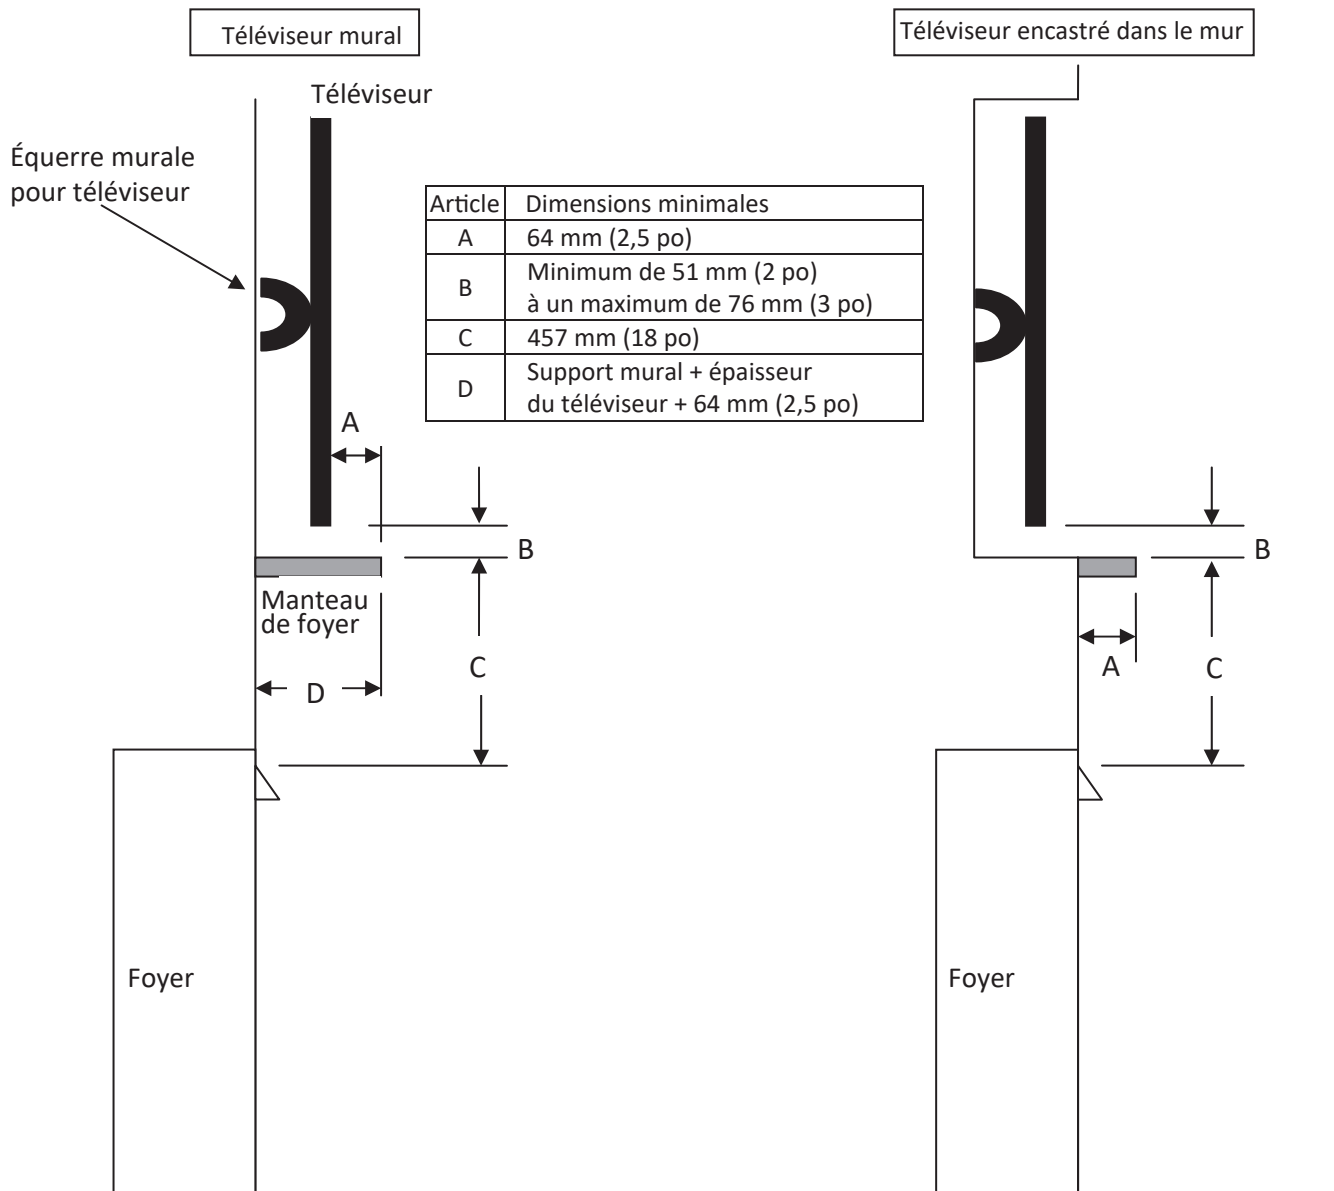 Téléviseur mural
Téléviseur encastré dans le mur
Téléviseur
Équerre murale
pour téléviseur
Article Dimensions minimales
A 64 mm (2,5 po)
B Minimum de 51 mm (2 po)
à un maximum de 76 mm (3 po)
C 457 mm (18 po)
D Support mural + épaisseur
du téléviseur + 64 mm (2,5 po)
A
B
B
Manteau
de foyer
D
C
A
C
Foyer
Foyer